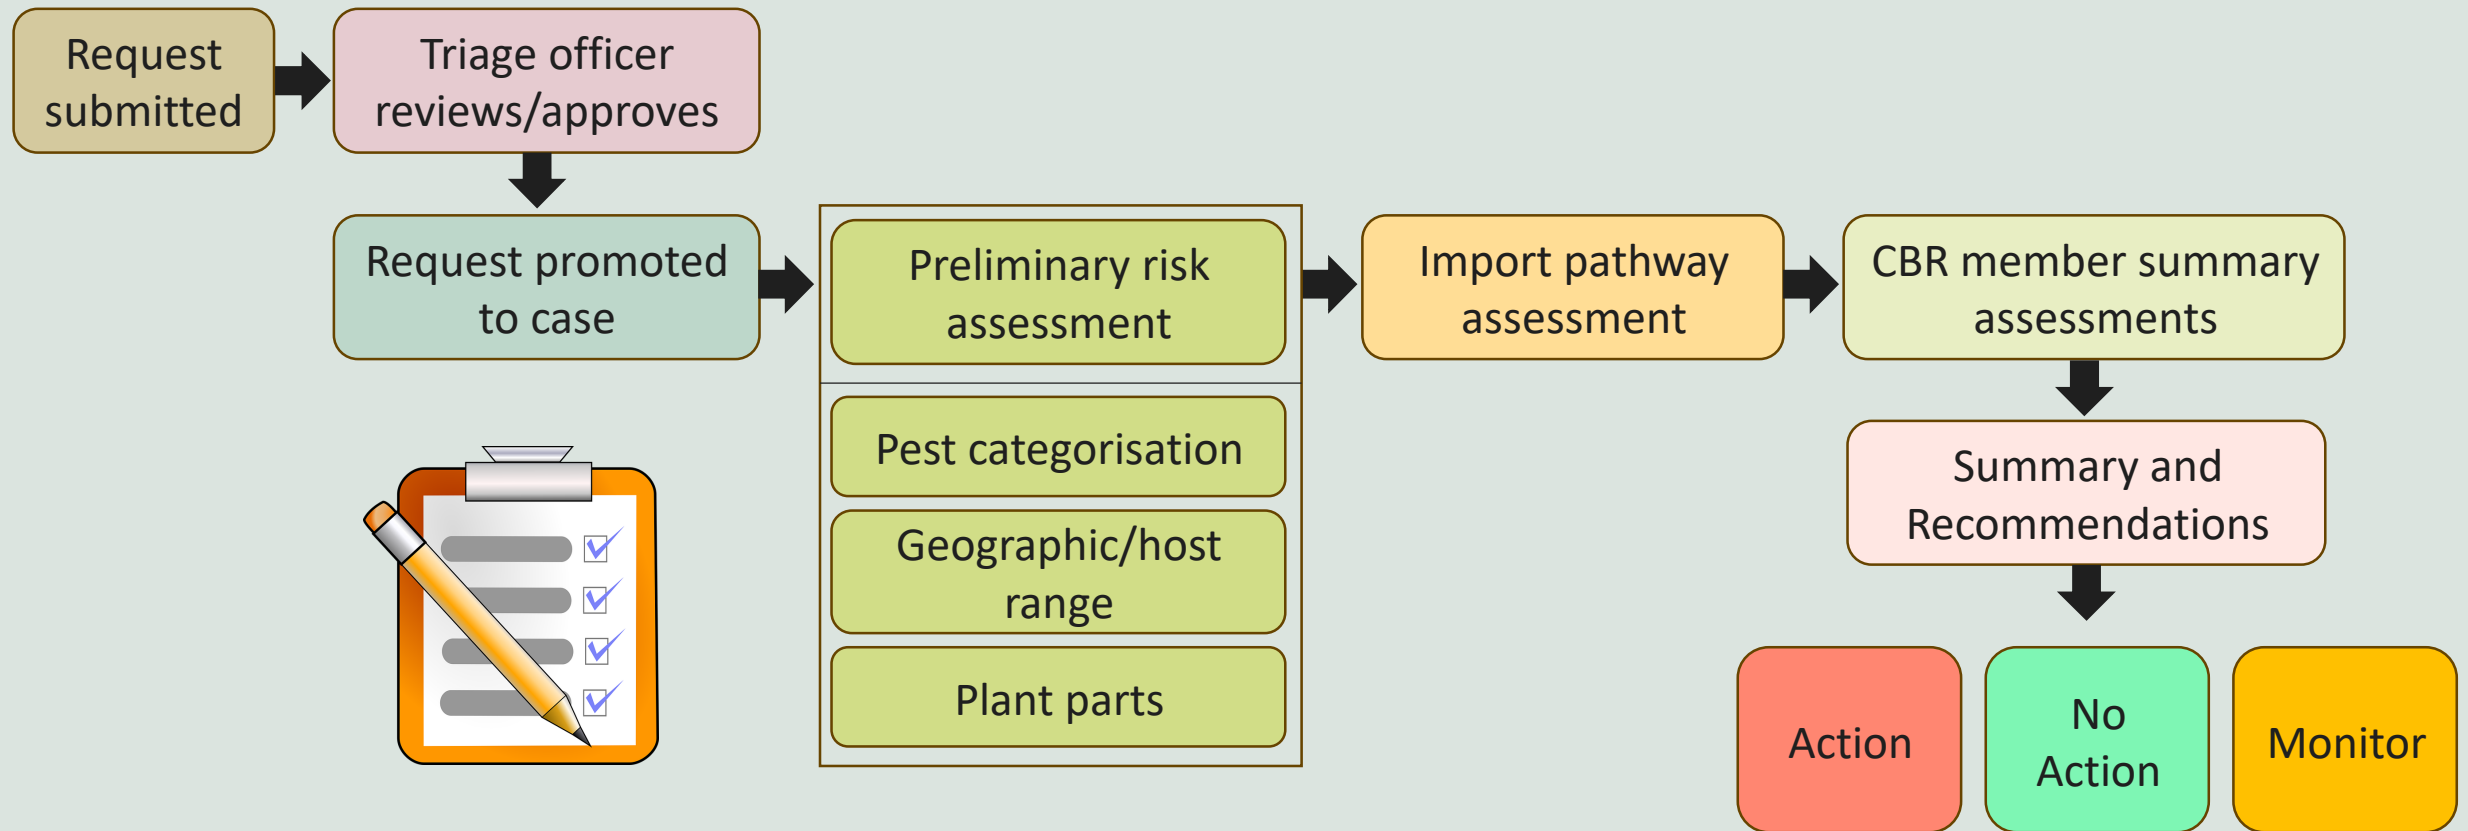 Request
submitted
Triage officer
reviews/approves
Request promoted
to case
Preliminary risk
assessment
Pest categorisation
Geographic/host
range
Plant parts
Import pathway
assessment
CBR member summary
assessments
Summary and
Recommendations
Action
No
Action
Monitor